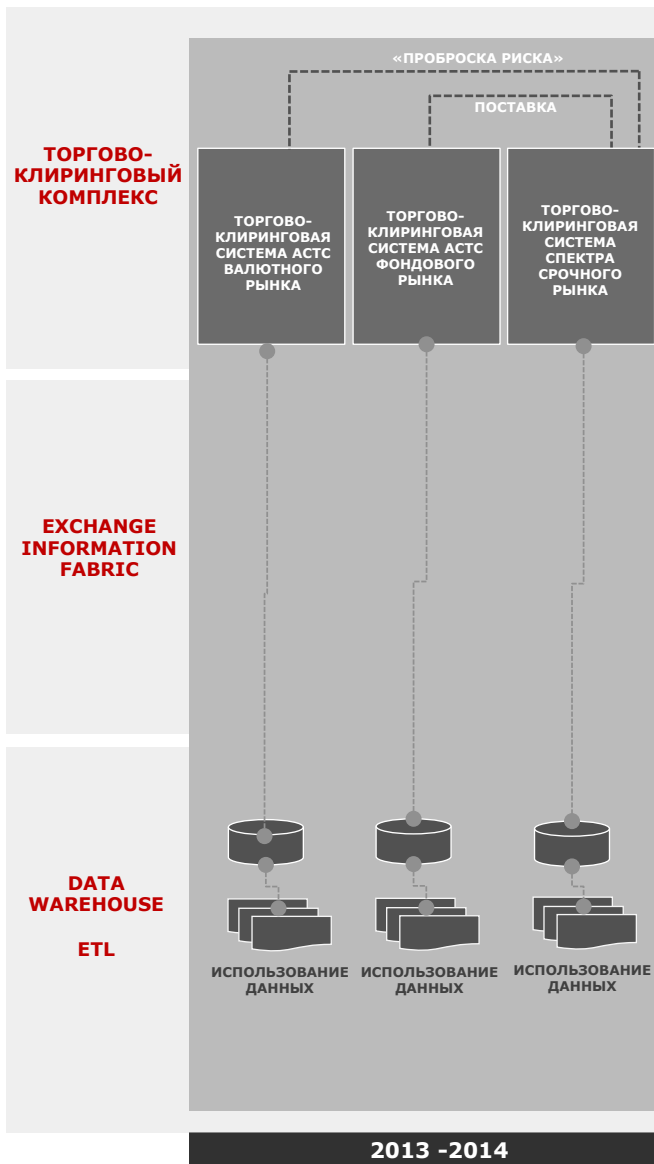 «ПРОБРОСКА РИСКА»
ПОСТАВКА
ТОРГОВО-
КЛИРИНГОВЫЙ
КОМПЛЕКС
ТОРГОВО-
КЛИРИНГОВАЯ
СИСТЕМА АСТС
ВАЛЮТНОГО
РЫНКА
ТОРГОВО-
КЛИРИНГОВАЯ
СИСТЕМА АСТС
ФОНДОВОГО
РЫНКА
ТОРГОВО-
КЛИРИНГОВАЯ
СИСТЕМА
СПЕКТРА
СРОЧНОГО
РЫНКА
EXCHANGE
INFORMATION
FABRIC
DATA
WAREHOUSE
ETL
ИСПОЛЬЗОВАНИЕ
ДАННЫХ
ИСПОЛЬЗОВАНИЕ
ДАННЫХ
ИСПОЛЬЗОВАНИЕ
ДАННЫХ
2013 -2014